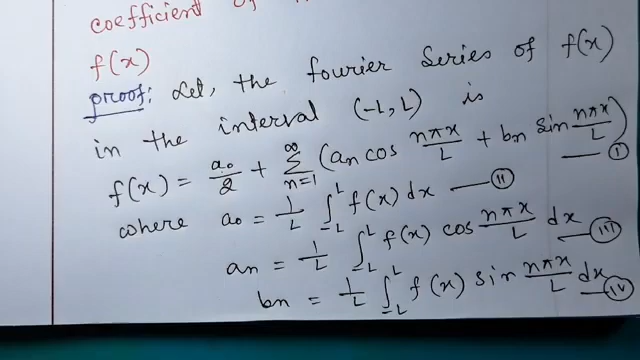 coefficient of
f(x)
proof: Let, the fourier Series of f(x)
in the interval (-L, L) is
f(x) = a₀/2 + ∑_{n=1}^{∞} (an cos nπx/L + bn sin nπx/L) — (I)
where a₀ = 1/L ∫_{-L}^{L} f(x) dx — (II)
an = 1/L ∫_{-L}^{L} f(x) cos nπx/L dx — (III)
bn = 1/L ∫_{-L}^{L} f(x) sin nπx/L dx — (IV)